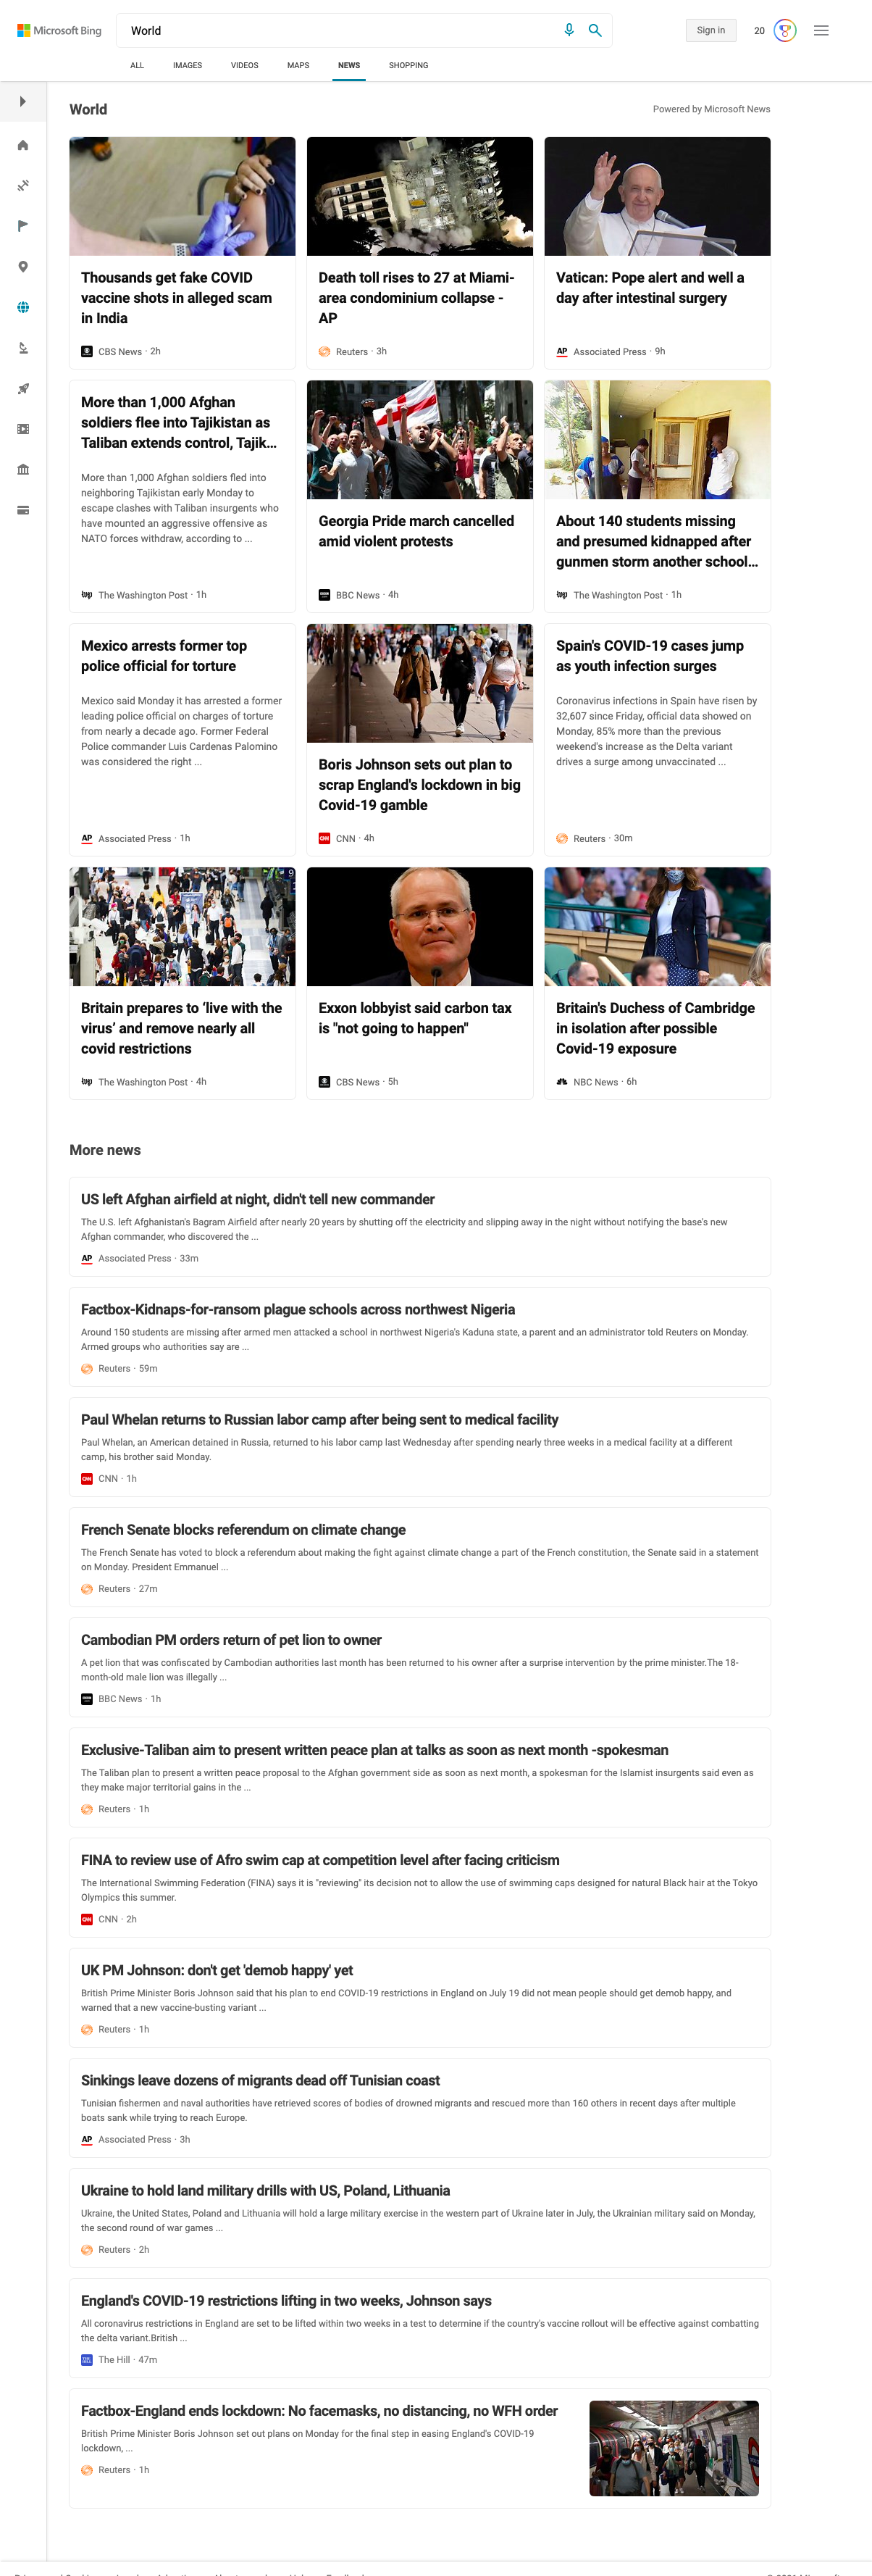 Microsoft Bing
World
Sign in
20
ALL IMAGES VIDEOS MAPS NEWS SHOPPING
World
Powered by Microsoft News
Thousands get fake COVID
vaccine shots in alleged scam
in India
CBS News · 2h
Death toll rises to 27 at Miami-
area condominium collapse -
AP
Reuters · 3h
Vatican: Pope alert and well a
day after intestinal surgery
AP Associated Press · 9h
More than 1,000 Afghan
soldiers flee into Tajikistan as
Taliban extends control, Tajik...
More than 1,000 Afghan soldiers fled into
neighboring Tajikistan early Monday to
escape clashes with Taliban insurgents who
have mounted an aggressive offensive as
NATO forces withdraw, according to ...
wp The Washington Post · 1h
Georgia Pride march cancelled
amid violent protests
BBC News · 4h
About 140 students missing
and presumed kidnapped after
gunmen storm another school...
wp The Washington Post · 1h
Mexico arrests former top
police official for torture
Mexico said Monday it has arrested a former
leading police official on charges of torture
from nearly a decade ago. Former Federal
Police commander Luis Cardenas Palomino
was considered the right ...
AP Associated Press · 1h
Boris Johnson sets out plan to
scrap England's lockdown in big
Covid-19 gamble
CNN CNN · 4h
Spain's COVID-19 cases jump
as youth infection surges
Coronavirus infections in Spain have risen by
32,607 since Friday, official data showed on
Monday, 85% more than the previous
weekend's increase as the Delta variant
drives a surge among unvaccinated ...
Reuters · 30m
9
Britain prepares to ‘live with the
virus’ and remove nearly all
covid restrictions
wp The Washington Post · 4h
Exxon lobbyist said carbon tax
is "not going to happen"
CBS News · 5h
Britain's Duchess of Cambridge
in isolation after possible
Covid-19 exposure
NBC News · 6h
More news
US left Afghan airfield at night, didn't tell new commander
The U.S. left Afghanistan's Bagram Airfield after nearly 20 years by shutting off the electricity and slipping away in the night without notifying the base's new
Afghan commander, who discovered the ...
AP Associated Press · 33m
Factbox-Kidnaps-for-ransom plague schools across northwest Nigeria
Around 150 students are missing after armed men attacked a school in northwest Nigeria's Kaduna state, a parent and an administrator told Reuters on Monday.
Armed groups who authorities say are ...
Reuters · 59m
Paul Whelan returns to Russian labor camp after being sent to medical facility
Paul Whelan, an American detained in Russia, returned to his labor camp last Wednesday after spending nearly three weeks in a medical facility at a different
camp, his brother said Monday.
CNN CNN · 1h
French Senate blocks referendum on climate change
The French Senate has voted to block a referendum about making the fight against climate change a part of the French constitution, the Senate said in a statement
on Monday. President Emmanuel ...
Reuters · 27m
Cambodian PM orders return of pet lion to owner
A pet lion that was confiscated by Cambodian authorities last month has been returned to his owner after a surprise intervention by the prime minister.The 18-
month-old male lion was illegally ...
BBC News · 1h
Exclusive-Taliban aim to present written peace plan at talks as soon as next month -spokesman
The Taliban plan to present a written peace proposal to the Afghan government side as soon as next month, a spokesman for the Islamist insurgents said even as
they make major territorial gains in the ...
Reuters · 1h
FINA to review use of Afro swim cap at competition level after facing criticism
The International Swimming Federation (FINA) says it is "reviewing" its decision not to allow the use of swimming caps designed for natural Black hair at the Tokyo
Olympics this summer.
CNN CNN · 2h
UK PM Johnson: don't get 'demob happy' yet
British Prime Minister Boris Johnson said that his plan to end COVID-19 restrictions in England on July 19 did not mean people should get demob happy, and
warned that a new vaccine-busting variant ...
Reuters · 1h
Sinkings leave dozens of migrants dead off Tunisian coast
Tunisian fishermen and naval authorities have retrieved scores of bodies of drowned migrants and rescued more than 160 others in recent days after multiple
boats sank while trying to reach Europe.
AP Associated Press · 3h
Ukraine to hold land military drills with US, Poland, Lithuania
Ukraine, the United States, Poland and Lithuania will hold a large military exercise in the western part of Ukraine later in July, the Ukrainian military said on Monday,
the second round of war games ...
Reuters · 2h
England's COVID-19 restrictions lifting in two weeks, Johnson says
All coronavirus restrictions in England are set to be lifted within two weeks in a test to determine if the country's vaccine rollout will be effective against combatting
the delta variant.British ...
THE HILL The Hill · 47m
Factbox-England ends lockdown: No facemasks, no distancing, no WFH order
British Prime Minister Boris Johnson set out plans on Monday for the final step in easing England's COVID-19
lockdown, ...
Reuters · 1h